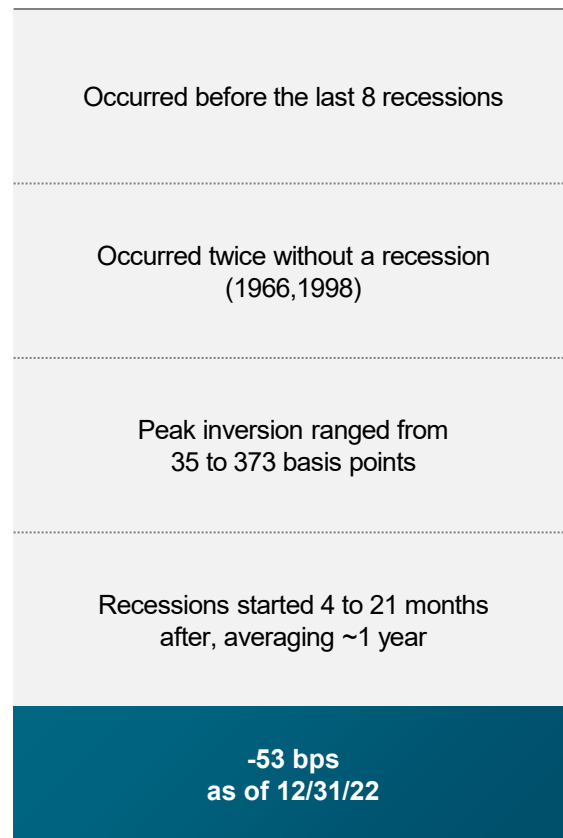 Occurred before the last 8 recessions
Occurred twice without a recession
(1966,1998)
Peak inversion ranged from
35 to 373 basis points
Recessions started 4 to 21 months
after, averaging ~1 year
-53 bps
as of 12/31/22